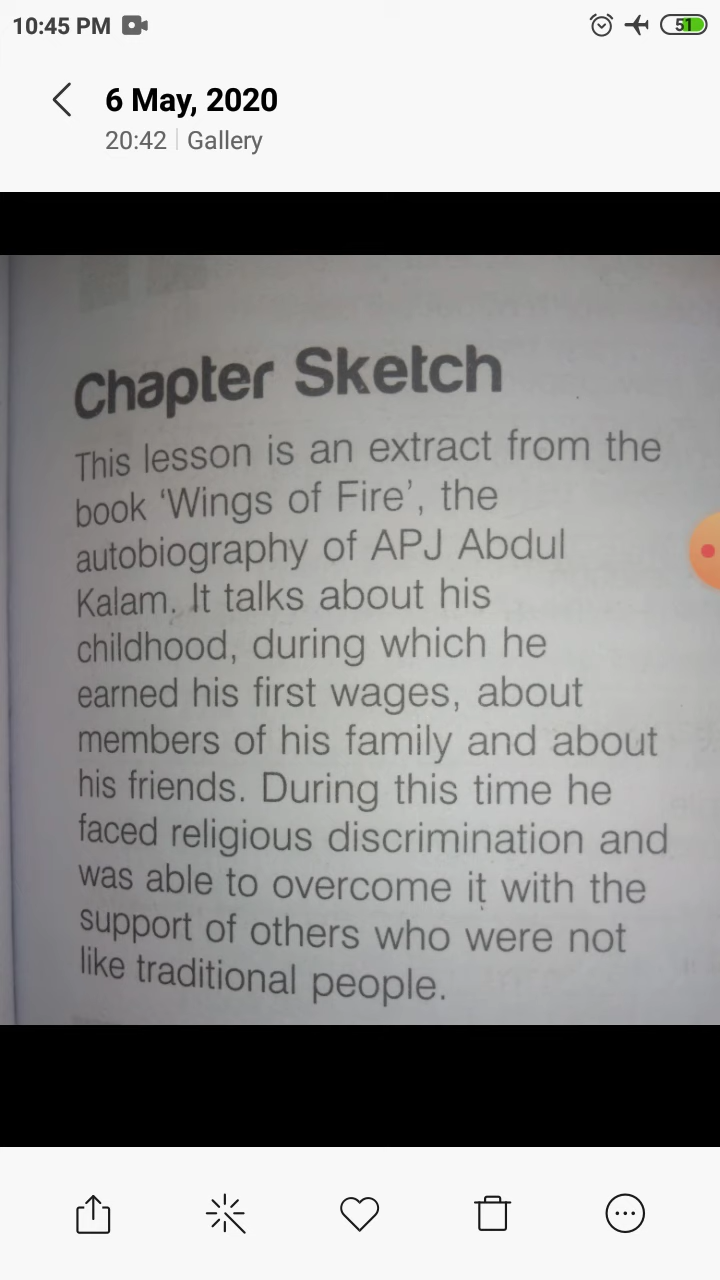 10:45 PM
51
6 May, 2020
20:42 | Gallery
Chapter Sketch
This lesson is an extract from the
book ‘Wings of Fire’, the
autobiography of APJ Abdul
Kalam. It talks about his
childhood, during which he
earned his first wages, about
members of his family and about
his friends. During this time he
faced religious discrimination and
was able to overcome it with the
support of others who were not
like traditional people.